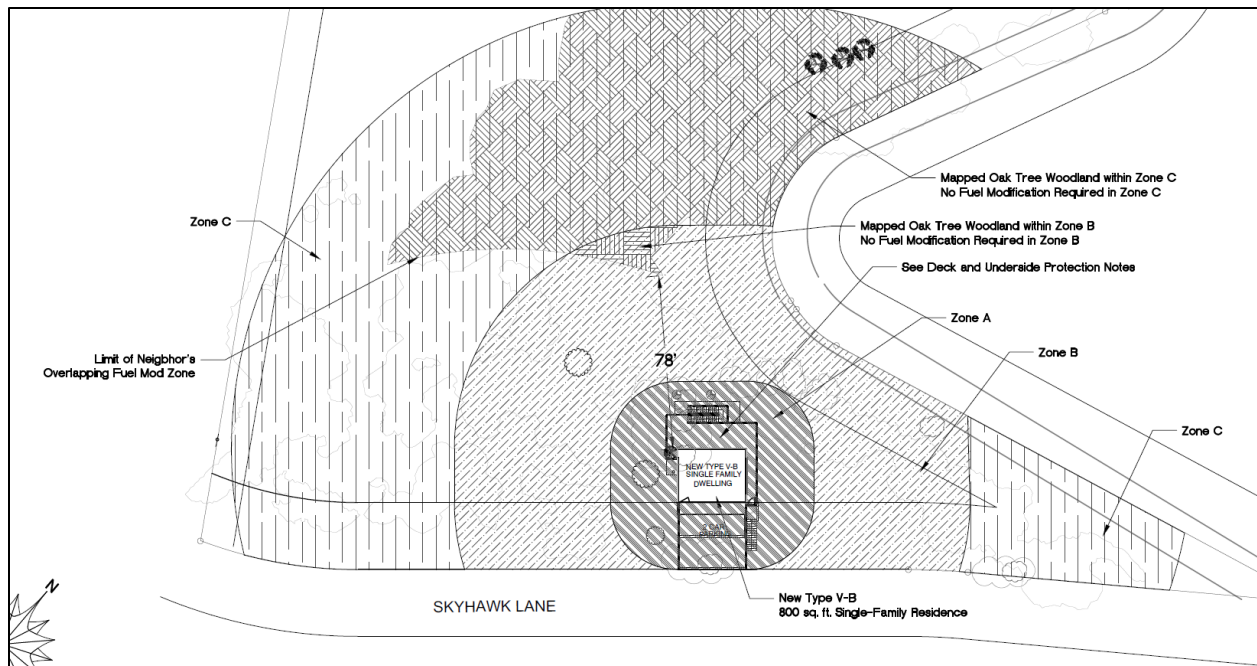 Mapped Oak Tree Woodland within Zone C
No Fuel Modification Required in Zone C
Zone C
Mapped Oak Tree Woodland within Zone B
No Fuel Modification Required in Zone B
See Deck and Underside Protection Notes
Zone A
Limit of Neigbhor's
Overlapping Fuel Mod Zone
78'
Zone B
Zone C
NEW TYPE V-B
SINGLE FAMILY
DWELLING
2 CAR
PARKING
New Type V-B
800 sq. ft. Single-Family Residence
SKYHAWK LANE
N